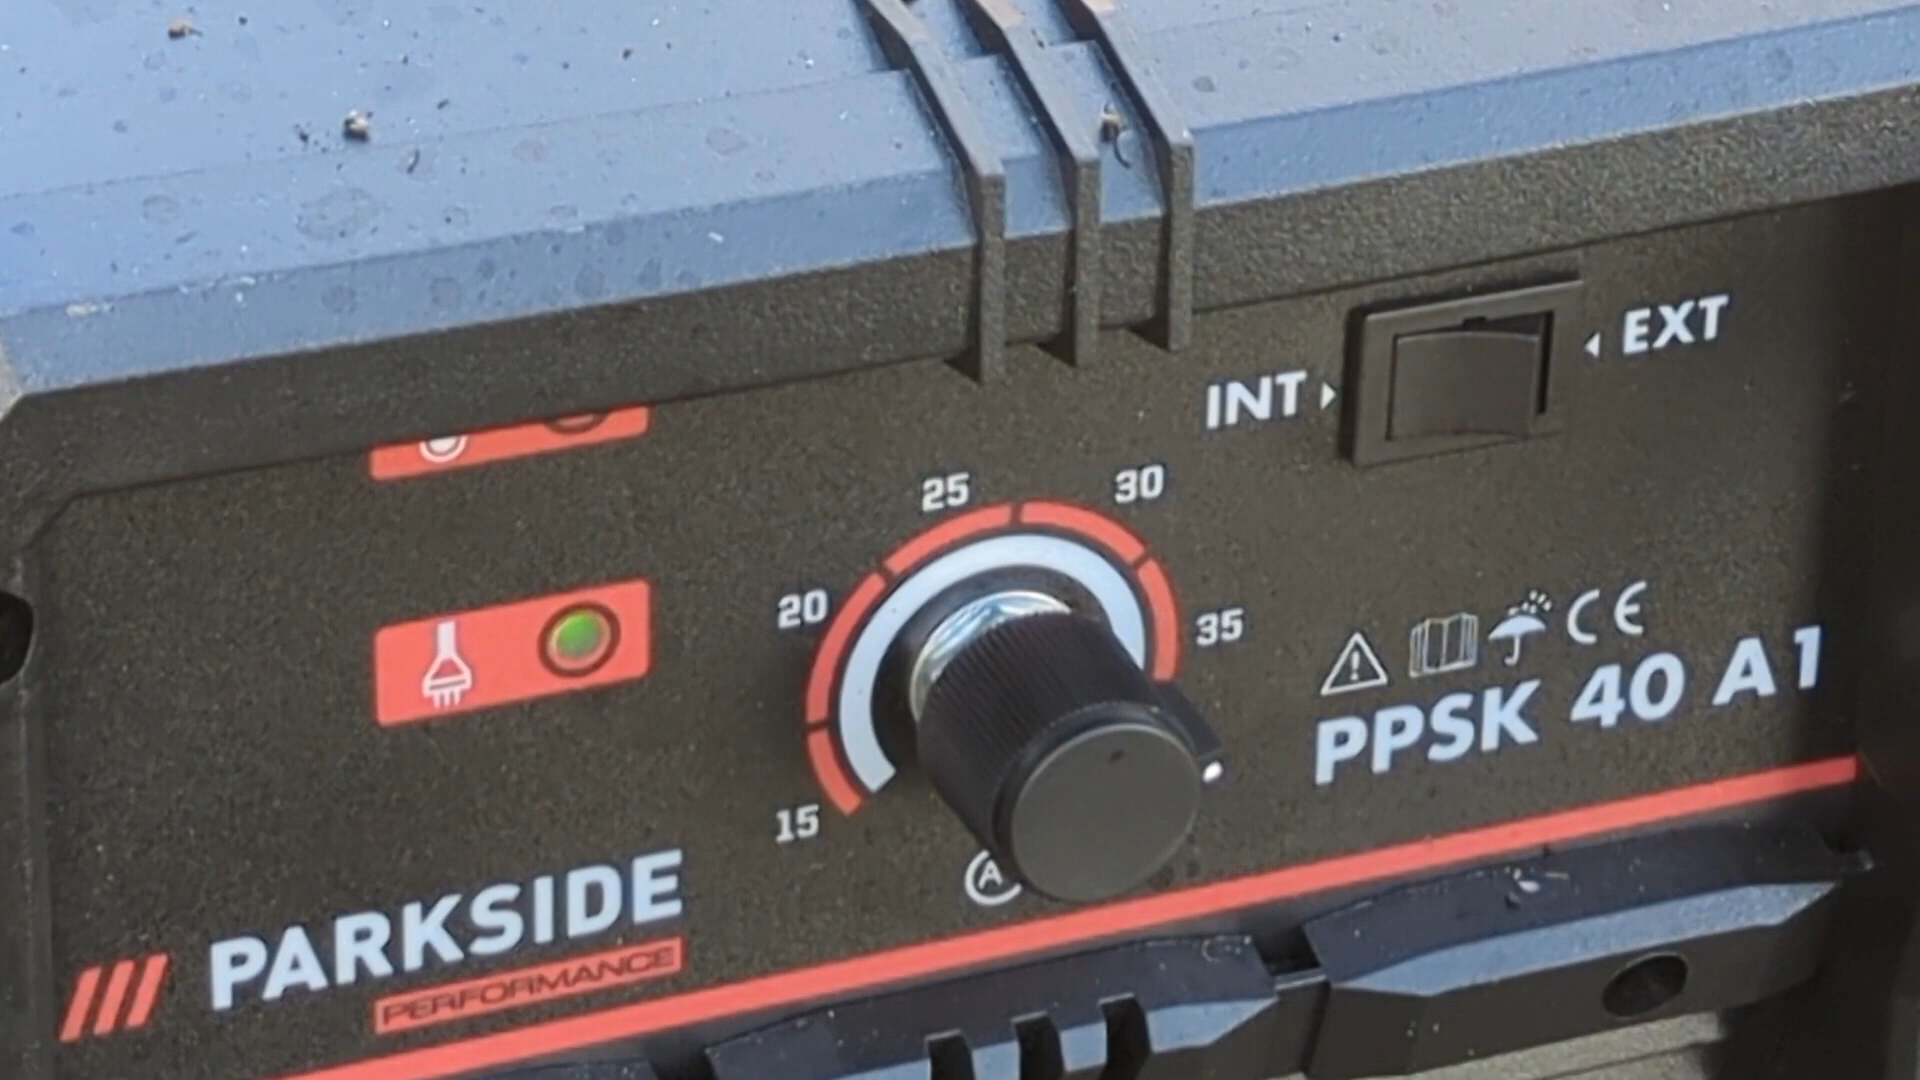 EXT
INT
25
30
20
35
15
A
CE
PPSK 40 A1
PARKSIDE
PERFORMANCE